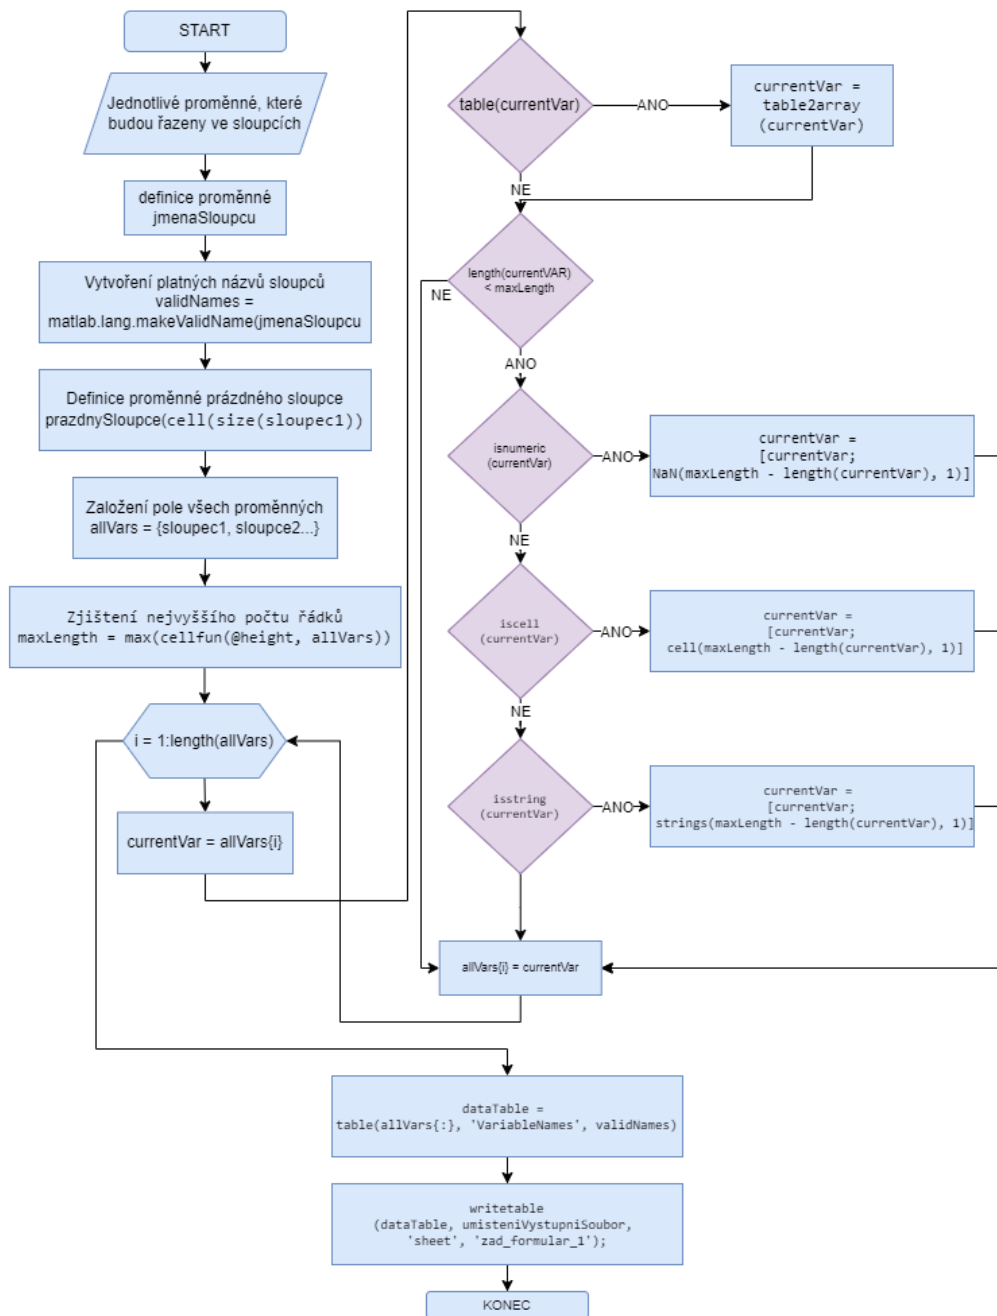 START
Jednotlivé proměnné, které
budou řazeny ve sloupcích
definice proměnné
jmenaSloupcu
Vytvoření platných názvů sloupců
validNames =
matlab.lang.makeValidName(jmenaSloupcu
Definice proměnné prázdného sloupce
prazdnySloupce(cell(size(sloupec1))
Založení pole všech proměnných
allVars = {sloupec1, sloupce2...}
Zjištění nejvyššího počtu řádků
maxLength = max(cellfun(@height, allVars))
i = 1:length(allVars)
currentVar = allVars{i}
table(currentVar)
ANO
currentVar =
table2array
(currentVar)
NE
length(currentVAR)
< maxLength
NE
ANO
isnumeric
(currentVar)
ANO
currentVar =
[currentVar;
NaN(maxLength - length(currentVar), 1)]
NE
iscell
(currentVar)
ANO
currentVar =
[currentVar;
cell(maxLength - length(currentVar), 1)]
NE
isstring
(currentVar)
ANO
currentVar =
[currentVar;
strings(maxLength - length(currentVar), 1)]
allVars{i} = currentVar
dataTable =
table(allVars{:}, 'VariableNames', validNames)
writetable
(dataTable, umisteniVystupniSoubor,
'sheet', 'zad_formular_1');
KONEC